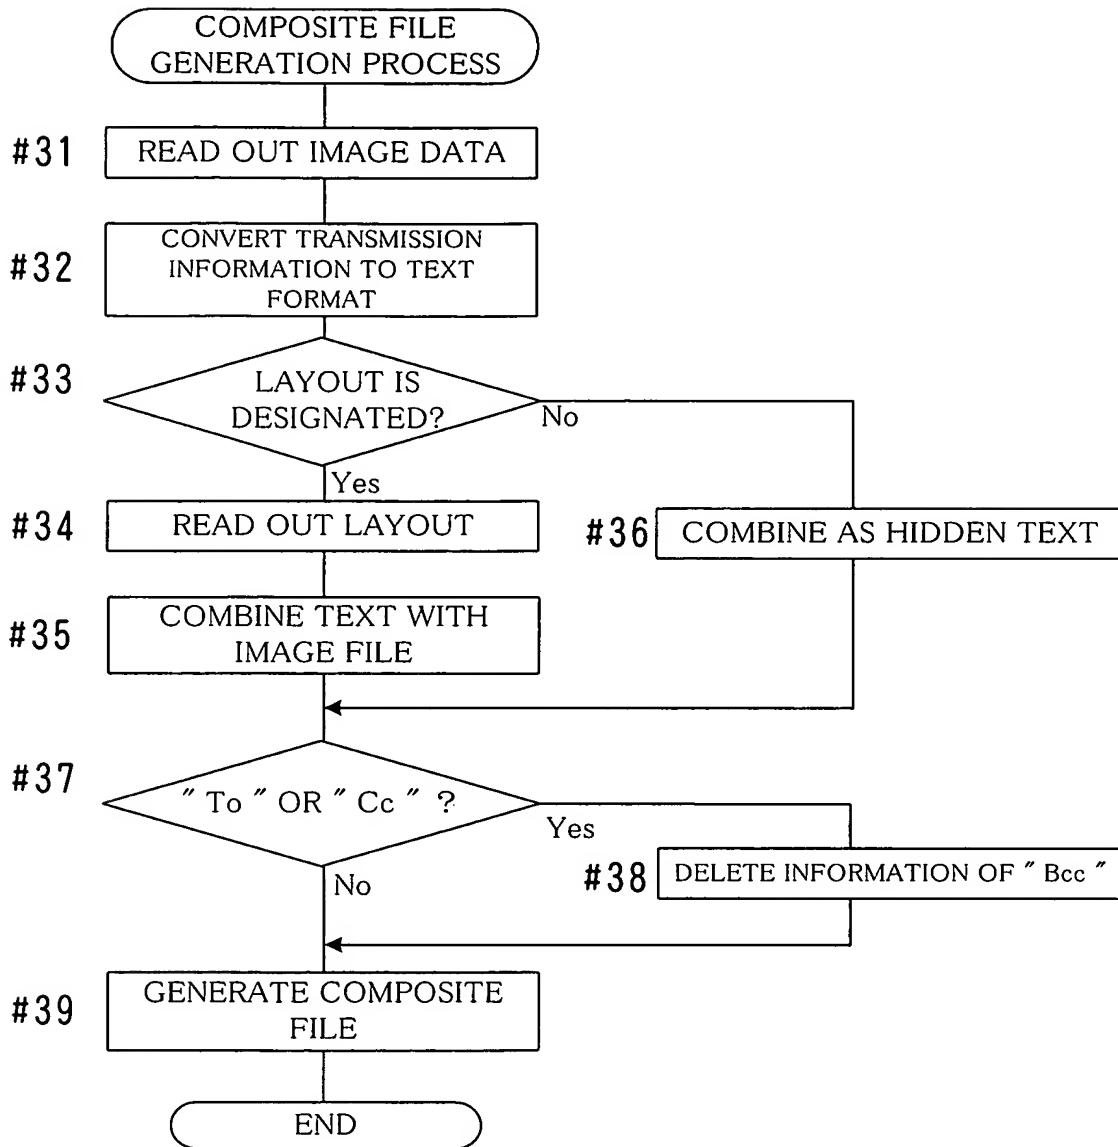 COMPOSITE FILE
GENERATION PROCESS
#31
READ OUT IMAGE DATA
#32
CONVERT TRANSMISSION
INFORMATION TO TEXT
FORMAT
#33
LAYOUT IS
DESIGNATED?
No
Yes
#34
READ OUT LAYOUT
#36
COMBINE AS HIDDEN TEXT
#35
COMBINE TEXT WITH
IMAGE FILE
#37
" To " OR " Cc " ?
Yes
No
#38
DELETE INFORMATION OF " Bcc "
#39
GENERATE COMPOSITE
FILE
END